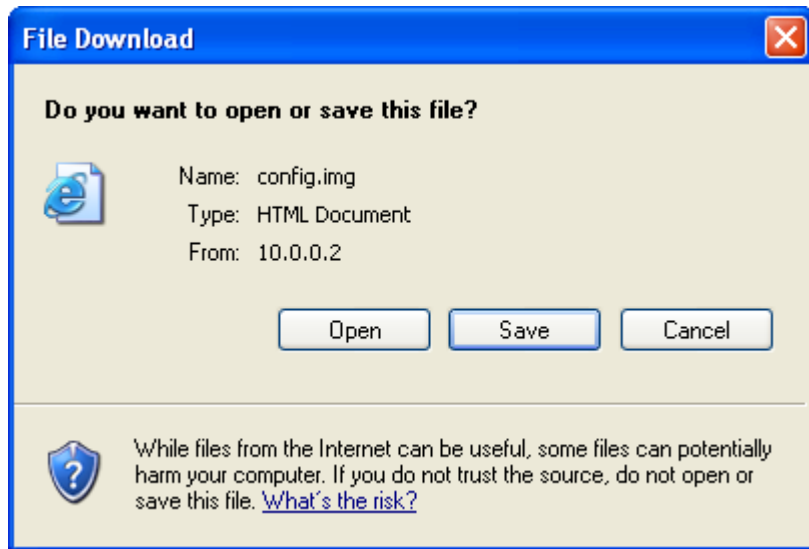 File Download
Do you want to open or save this file?
Name: config.img
Type: HTML Document
From: 10.0.0.2
Open Save Cancel
While files from the Internet can be useful, some files can potentially
harm your computer. If you do not trust the source, do not open or
save this file. What's the risk?